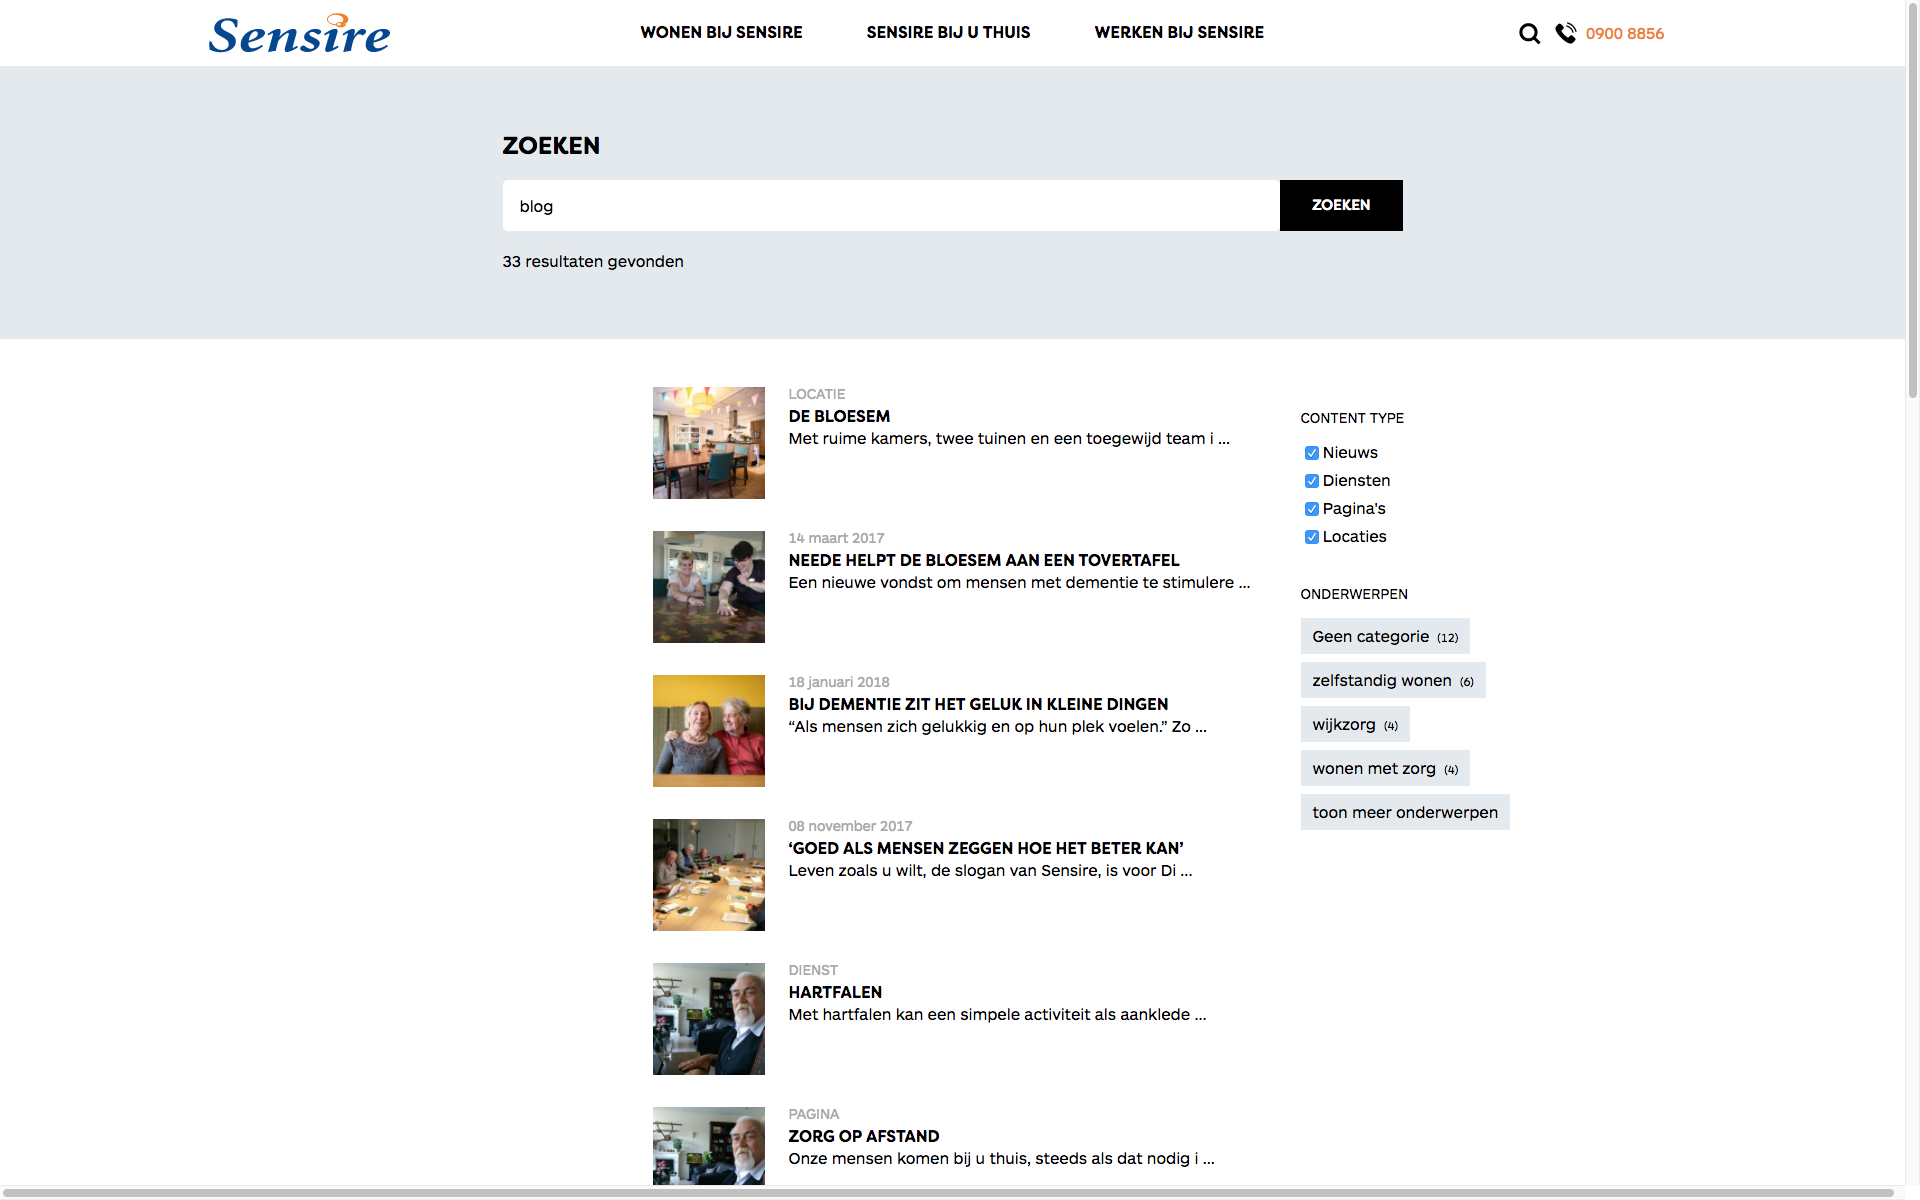 Sensire
WONEN BIJ SENSIRE
SENSIRE BIJ U THUIS
WERKEN BIJ SENSIRE
0900 8856
ZOEKEN
blog
ZOEKEN
33 resultaten gevonden
LOCATIE
DE BLOESEM
Met ruime kamers, twee tuinen en een toegewijd team i ...
14 maart 2017
NEEDE HELPT DE BLOESEM AAN EEN TOVERTAFEL
Een nieuwe vondst om mensen met dementie te stimulere ...
18 januari 2018
BIJ DEMENTIE ZIT HET GELUK IN KLEINE DINGEN
“Als mensen zich gelukkig en op hun plek voelen.” Zo ...
08 november 2017
‘GOED ALS MENSEN ZEGGEN HOE HET BETER KAN’
Leven zoals u wilt, de slogan van Sensire, is voor Di ...
DIENST
HARTFALEN
Met hartfalen kan een simpele activiteit als aanklede ...
PAGINA
ZORG OP AFSTAND
Onze mensen komen bij u thuis, steeds als dat nodig i ...
CONTENT TYPE
Nieuws
Diensten
Pagina's
Locaties
ONDERWERPEN
Geen categorie (12)
zelfstandig wonen (6)
wijkzorg (4)
wonen met zorg (4)
toon meer onderwerpen